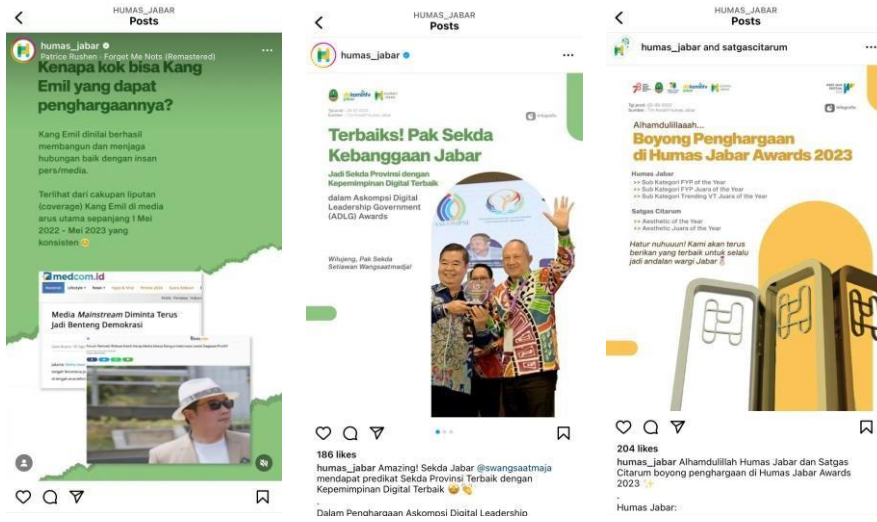 HUMAS_JABAR
Posts
humas_jabar
Patrice Rushen - Forget Me Nots (Remastered)
Kenapa kok bisa Kang
Emil yang dapat
penghargaannya?
Kang Emil dinilai berhasil
membangun dan menjaga
hubungan baik dengan insan
pers/media.
Terlihat dari cakupan liputan
(coverage) Kang Emil di media
arus utama sepanjang 1 Mei
2022 - Mei 2023 yang
konsisten
medcom.id
Media Mainstream Diminta Terus
Jadi Benteng Demokrasi
HUMAS_JABAR
Posts
humas_jabar
Infografis
Terbaiks! Pak Sekda
Kebanggaan Jabar
Jadi Sekda Provinsi dengan
Kepemimpinan Digital Terbaik
dalam Askompsi Digital
Leadership Government
(ADLG) Awards
Wilujeng, Pak Sekda
Setiawan Wangsaatmadja!
186 likes
humas_jabar Amazing! Sekda Jabar @swangsaatmaja
mendapat predikat Sekda Provinsi Terbaik dengan
Kepemimpinan Digital Terbaik 🤩👏
.
Dalam Penghargaan Askompsi Digital Leadership
HUMAS_JABAR
Posts
humas_jabar and satgascitarum
Infografis
Alhamdulillaaah...
Boyong Penghargaan
di Humas Jabar Awards 2023
Humas Jabar
>> Sub Kategori FYP of the Year
>> Sub Kategori FYP Juara of the Year
>> Sub Kategori Trending VT Juara of the Year
Satgas Citarum
>> Aesthetic of the Year
>> Aesthetic Juara of the Year
Hatur nuhuuun! Kami akan terus
berikan yang terbaik untuk selalu
jadi andalan wargi Jabar
204 likes
humas_jabar Alhamdulillah Humas Jabar dan Satgas
Citarum boyong penghargaan di Humas Jabar Awards
2023 ✨
.
Humas Jabar: